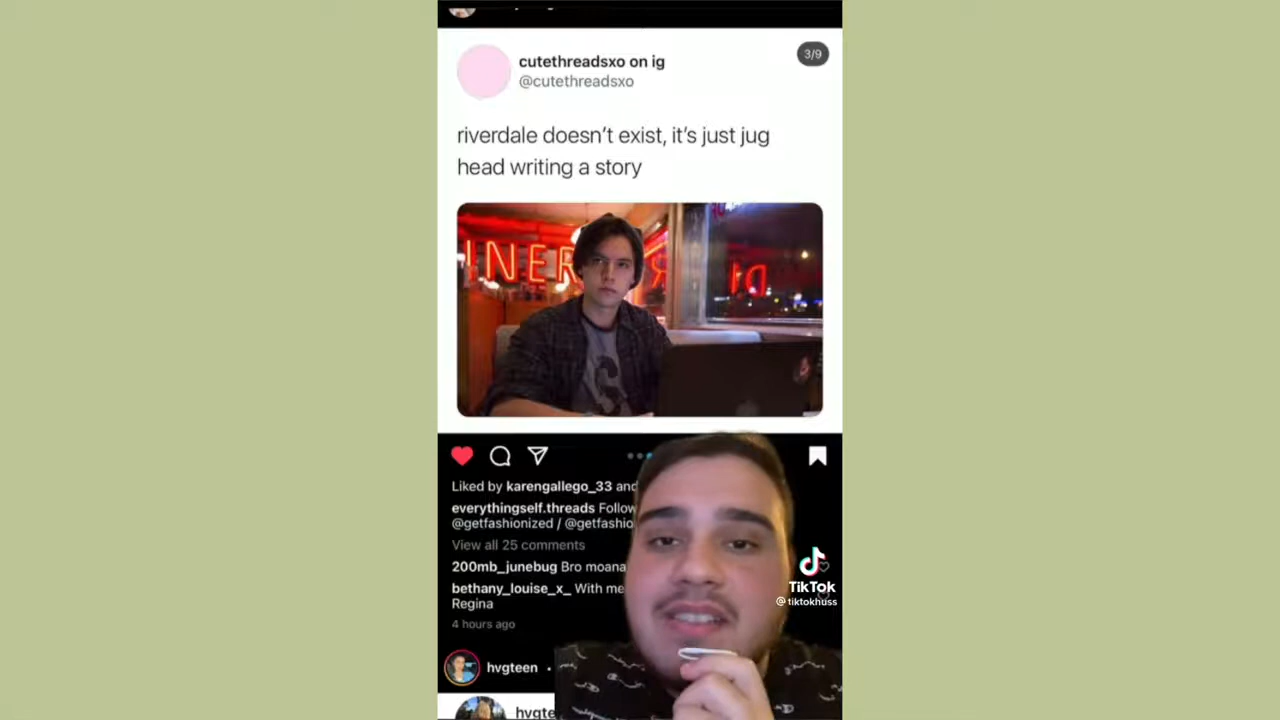 cutethreadsxo on ig
3/9
@cutethreadsxo
riverdale doesn't exist, it's just jug
head writing a story
INER
Liked by karengallego_33 and
everythingself.threads Follow
@getfashionized / @getfashio
View all 25 comments
200mb_junebug Bro moana
bethany_louise_x_ With me
Regina
4 hours ago
TikTok
@tiktokhuss
hvgteen •
hvgte